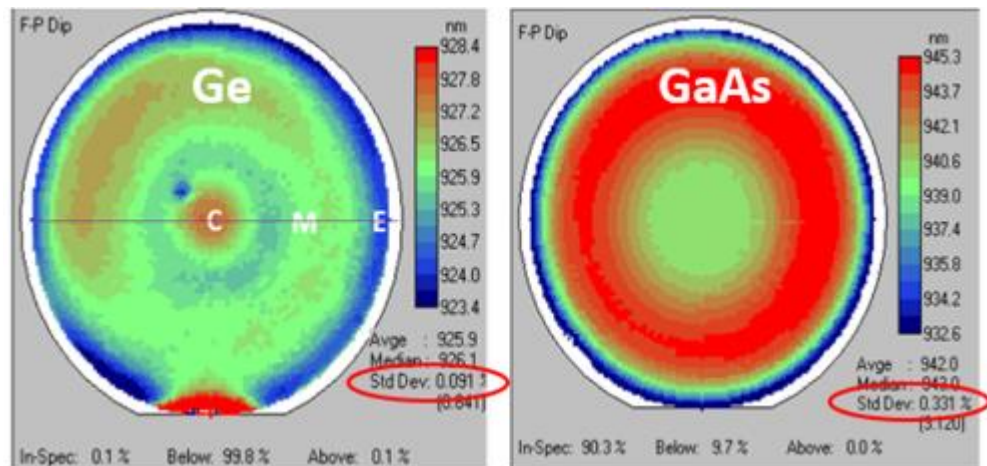 F-P Dip
Ge
C
M
E
nm
928.4
927.8
927.2
926.5
925.9
925.3
924.7
924.0
923.4
Avge : 925.9
Median : 926.1
Std Dev: 0.091 %
(0.841)
In-Spec: 0.1 % Below: 99.8 % Above: 0.1 %
F-P Dip
GaAs
nm
945.3
943.7
942.1
940.6
939.0
937.4
935.8
934.2
932.6
Avge : 942.0
Median : 943.0
Std Dev: 0.331 %
(3.120)
In-Spec: 90.3 % Below: 9.7 % Above: 0.0 %